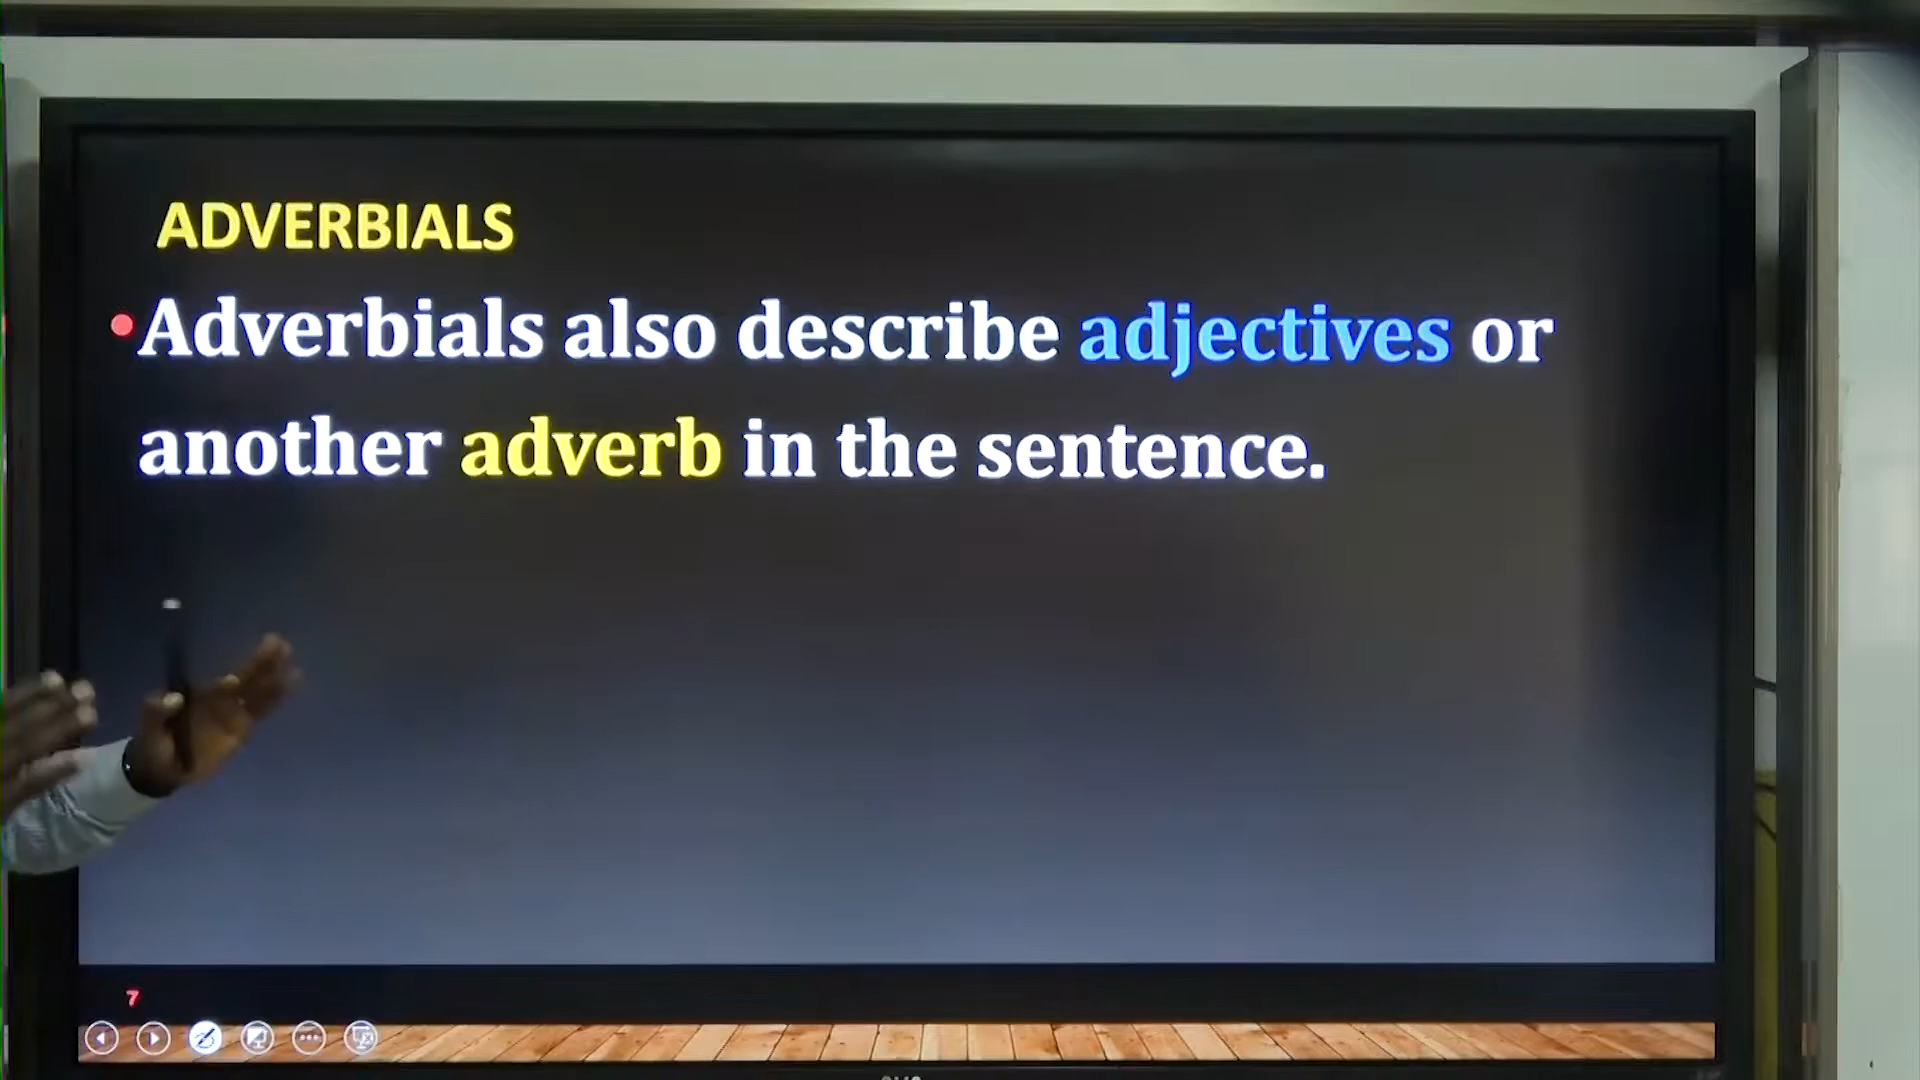 ADVERBIALS
•Adverbials also describe adjectives or
another adverb in the sentence.
7